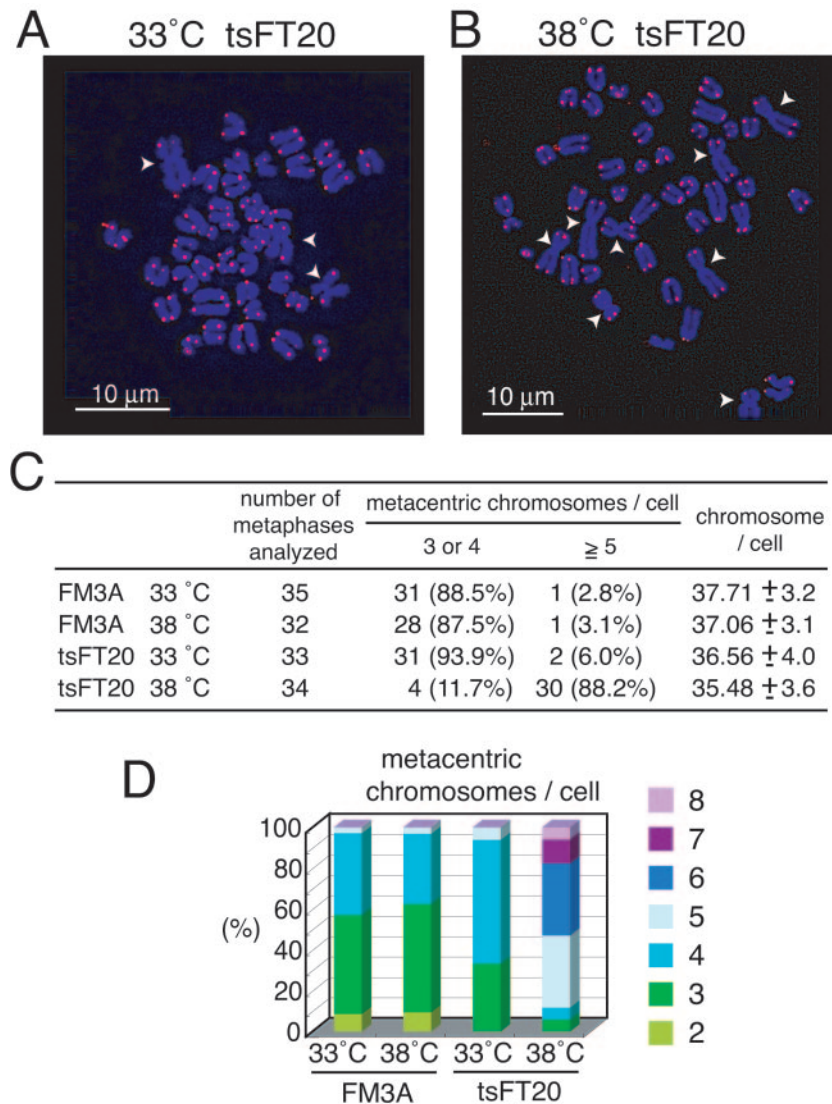 A
33˚C tsFT20
10 µm
B
38˚C tsFT20
10 µm
C
number of metaphases analyzed
metacentric chromosomes / cell
3 or 4
≧ 5
chromosome / cell
FM3A 33 ˚C 35 31 (88.5%) 1 (2.8%) 37.71 ±3.2
FM3A 38 ˚C 32 28 (87.5%) 1 (3.1%) 37.06 ±3.1
tsFT20 33 ˚C 33 31 (93.9%) 2 (6.0%) 36.56 ±4.0
tsFT20 38 ˚C 34 4 (11.7%) 30 (88.2%) 35.48 ±3.6
D
metacentric
chromosomes / cell
100
80
60
40
20
0
(%)
33˚C 38˚C 33˚C 38˚C
FM3A tsFT20
8
7
6
5
4
3
2